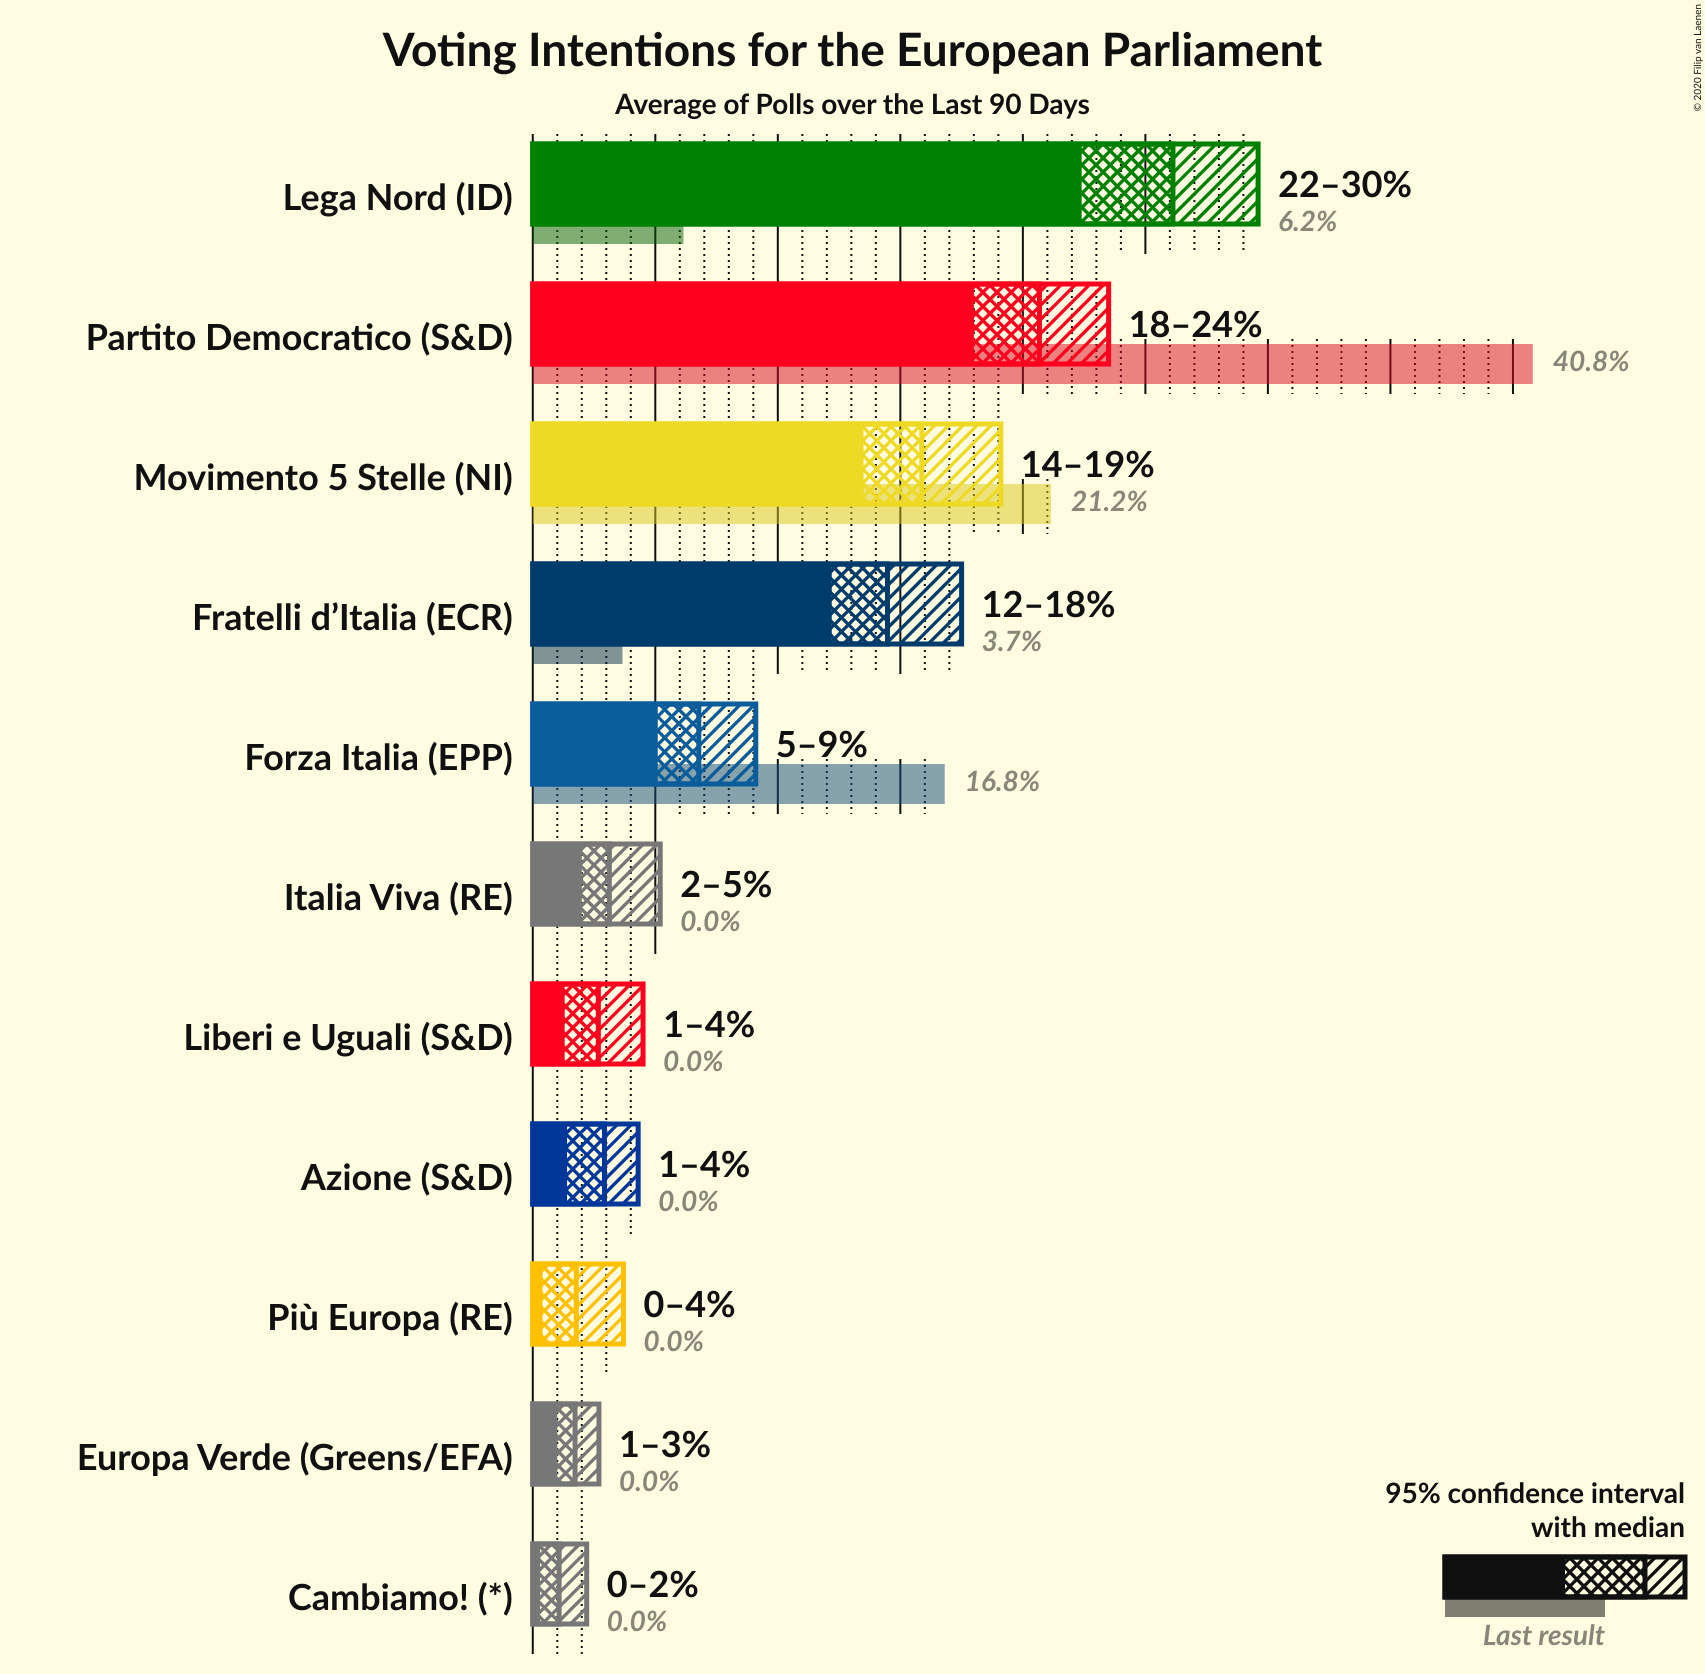 Voting Intentions for the European Parliament
Average of Polls over the Last 90 Days
© 2020 Filip van Laenen
Lega Nord (ID)
22–30%
6.2%
Partito Democratico (S&D)
18–24%
40.8%
Movimento 5 Stelle (NI)
14–19%
21.2%
Fratelli d’Italia (ECR)
12–18%
3.7%
Forza Italia (EPP)
5–9%
16.8%
Italia Viva (RE)
2–5%
0.0%
Liberi e Uguali (S&D)
1–4%
0.0%
Azione (S&D)
1–4%
0.0%
Più Europa (RE)
0–4%
0.0%
Europa Verde (Greens/EFA)
1–3%
0.0%
Cambiamo! (*)
0–2%
0.0%
95% confidence interval
with median
Last result